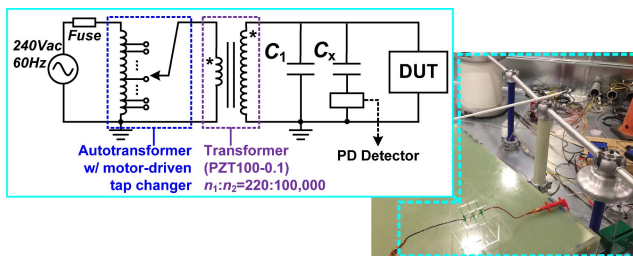 Fuse
240Vac
60Hz
*
*
C1
Cx
DUT
PD Detector
Autotransformer
w/ motor-driven
tap changer
Transformer
(PZT100-0.1)
n1:n2=220:100,000